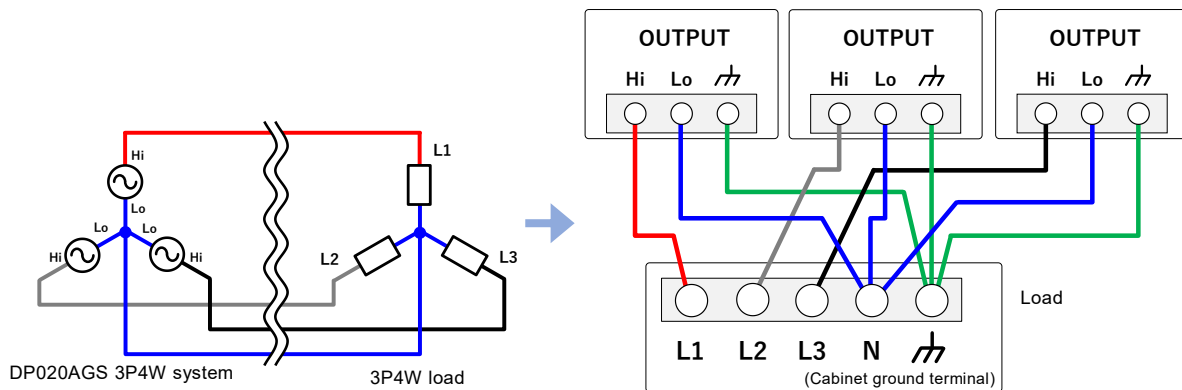 Hi
Lo
Lo
Hi
Lo
Hi
L1
L2
L3
DP020AGS 3P4W system
3P4W load
OUTPUT
Hi Lo
OUTPUT
Hi Lo
OUTPUT
Hi Lo
Load
L1 L2 L3 N
(Cabinet ground terminal)